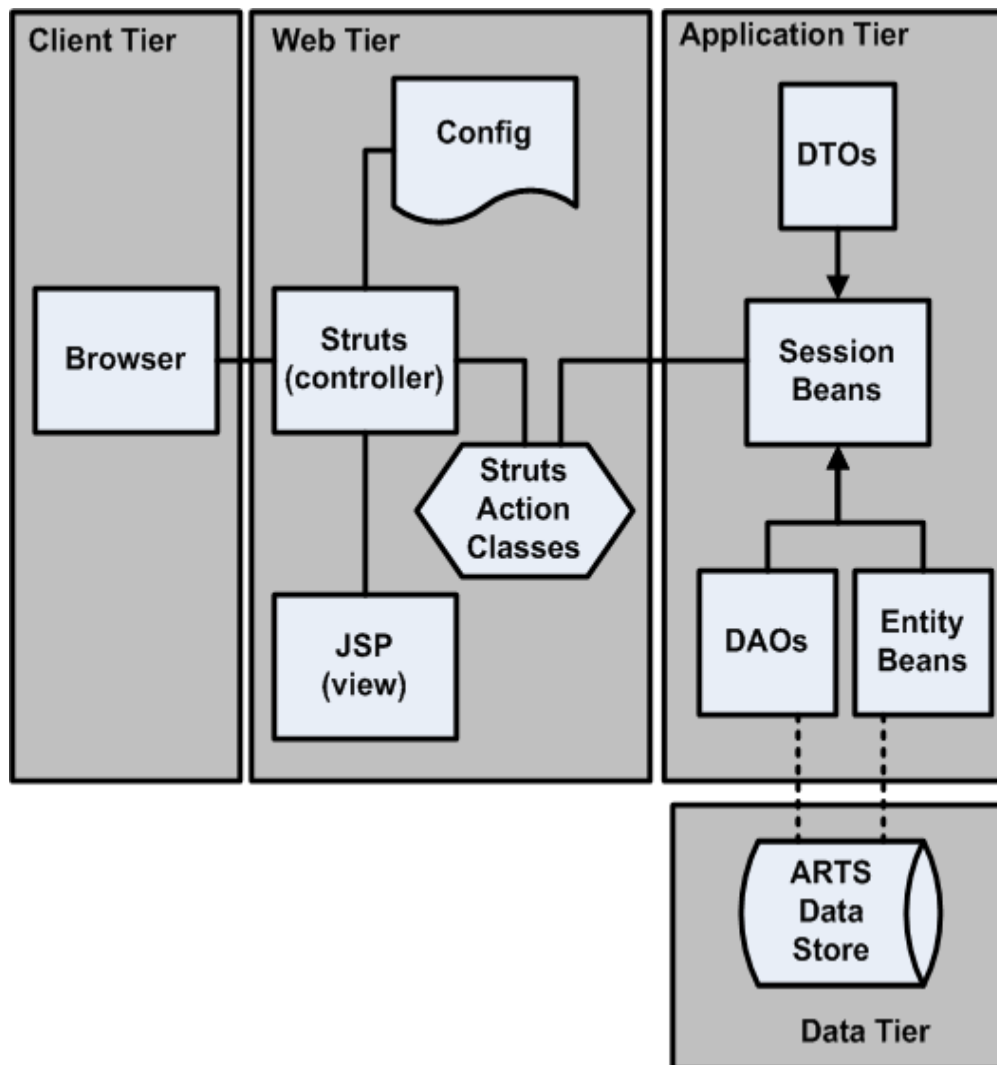 Client Tier
Web Tier
Application Tier
Config
DTOs
Browser
Struts
(controller)
Session
Beans
Struts
Action
Classes
JSP
(view)
DAOs
Entity
Beans
ARTS
Data
Store
Data Tier